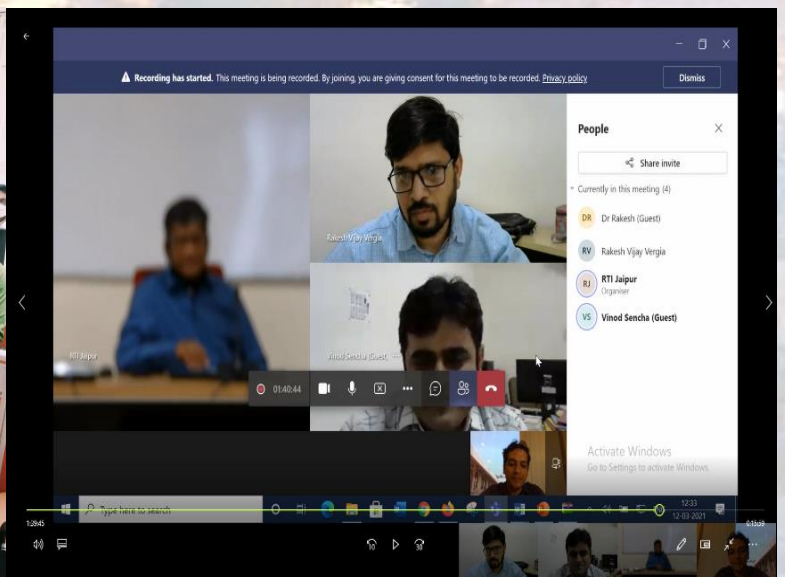 Recording has started. This meeting is being recorded. By joining, you are giving consent for this meeting to be recorded. Privacy policy
Dismiss
People
Share invite
Currently in this meeting (4)
DR Dr Rakesh (Guest)
Rakesh Vijay Vergia
RV Rakesh Vijay Vergia
RJ RTI Jaipur
Organiser
VS Vinod Sencha (Guest)
RTI Jaipur
Vinod Sencha (Guest)
01:40:44
Activate Windows
Go to Settings to activate Windows.
Type here to search
12:33
12-03-2021
1:39:45
0:15:59
10
30